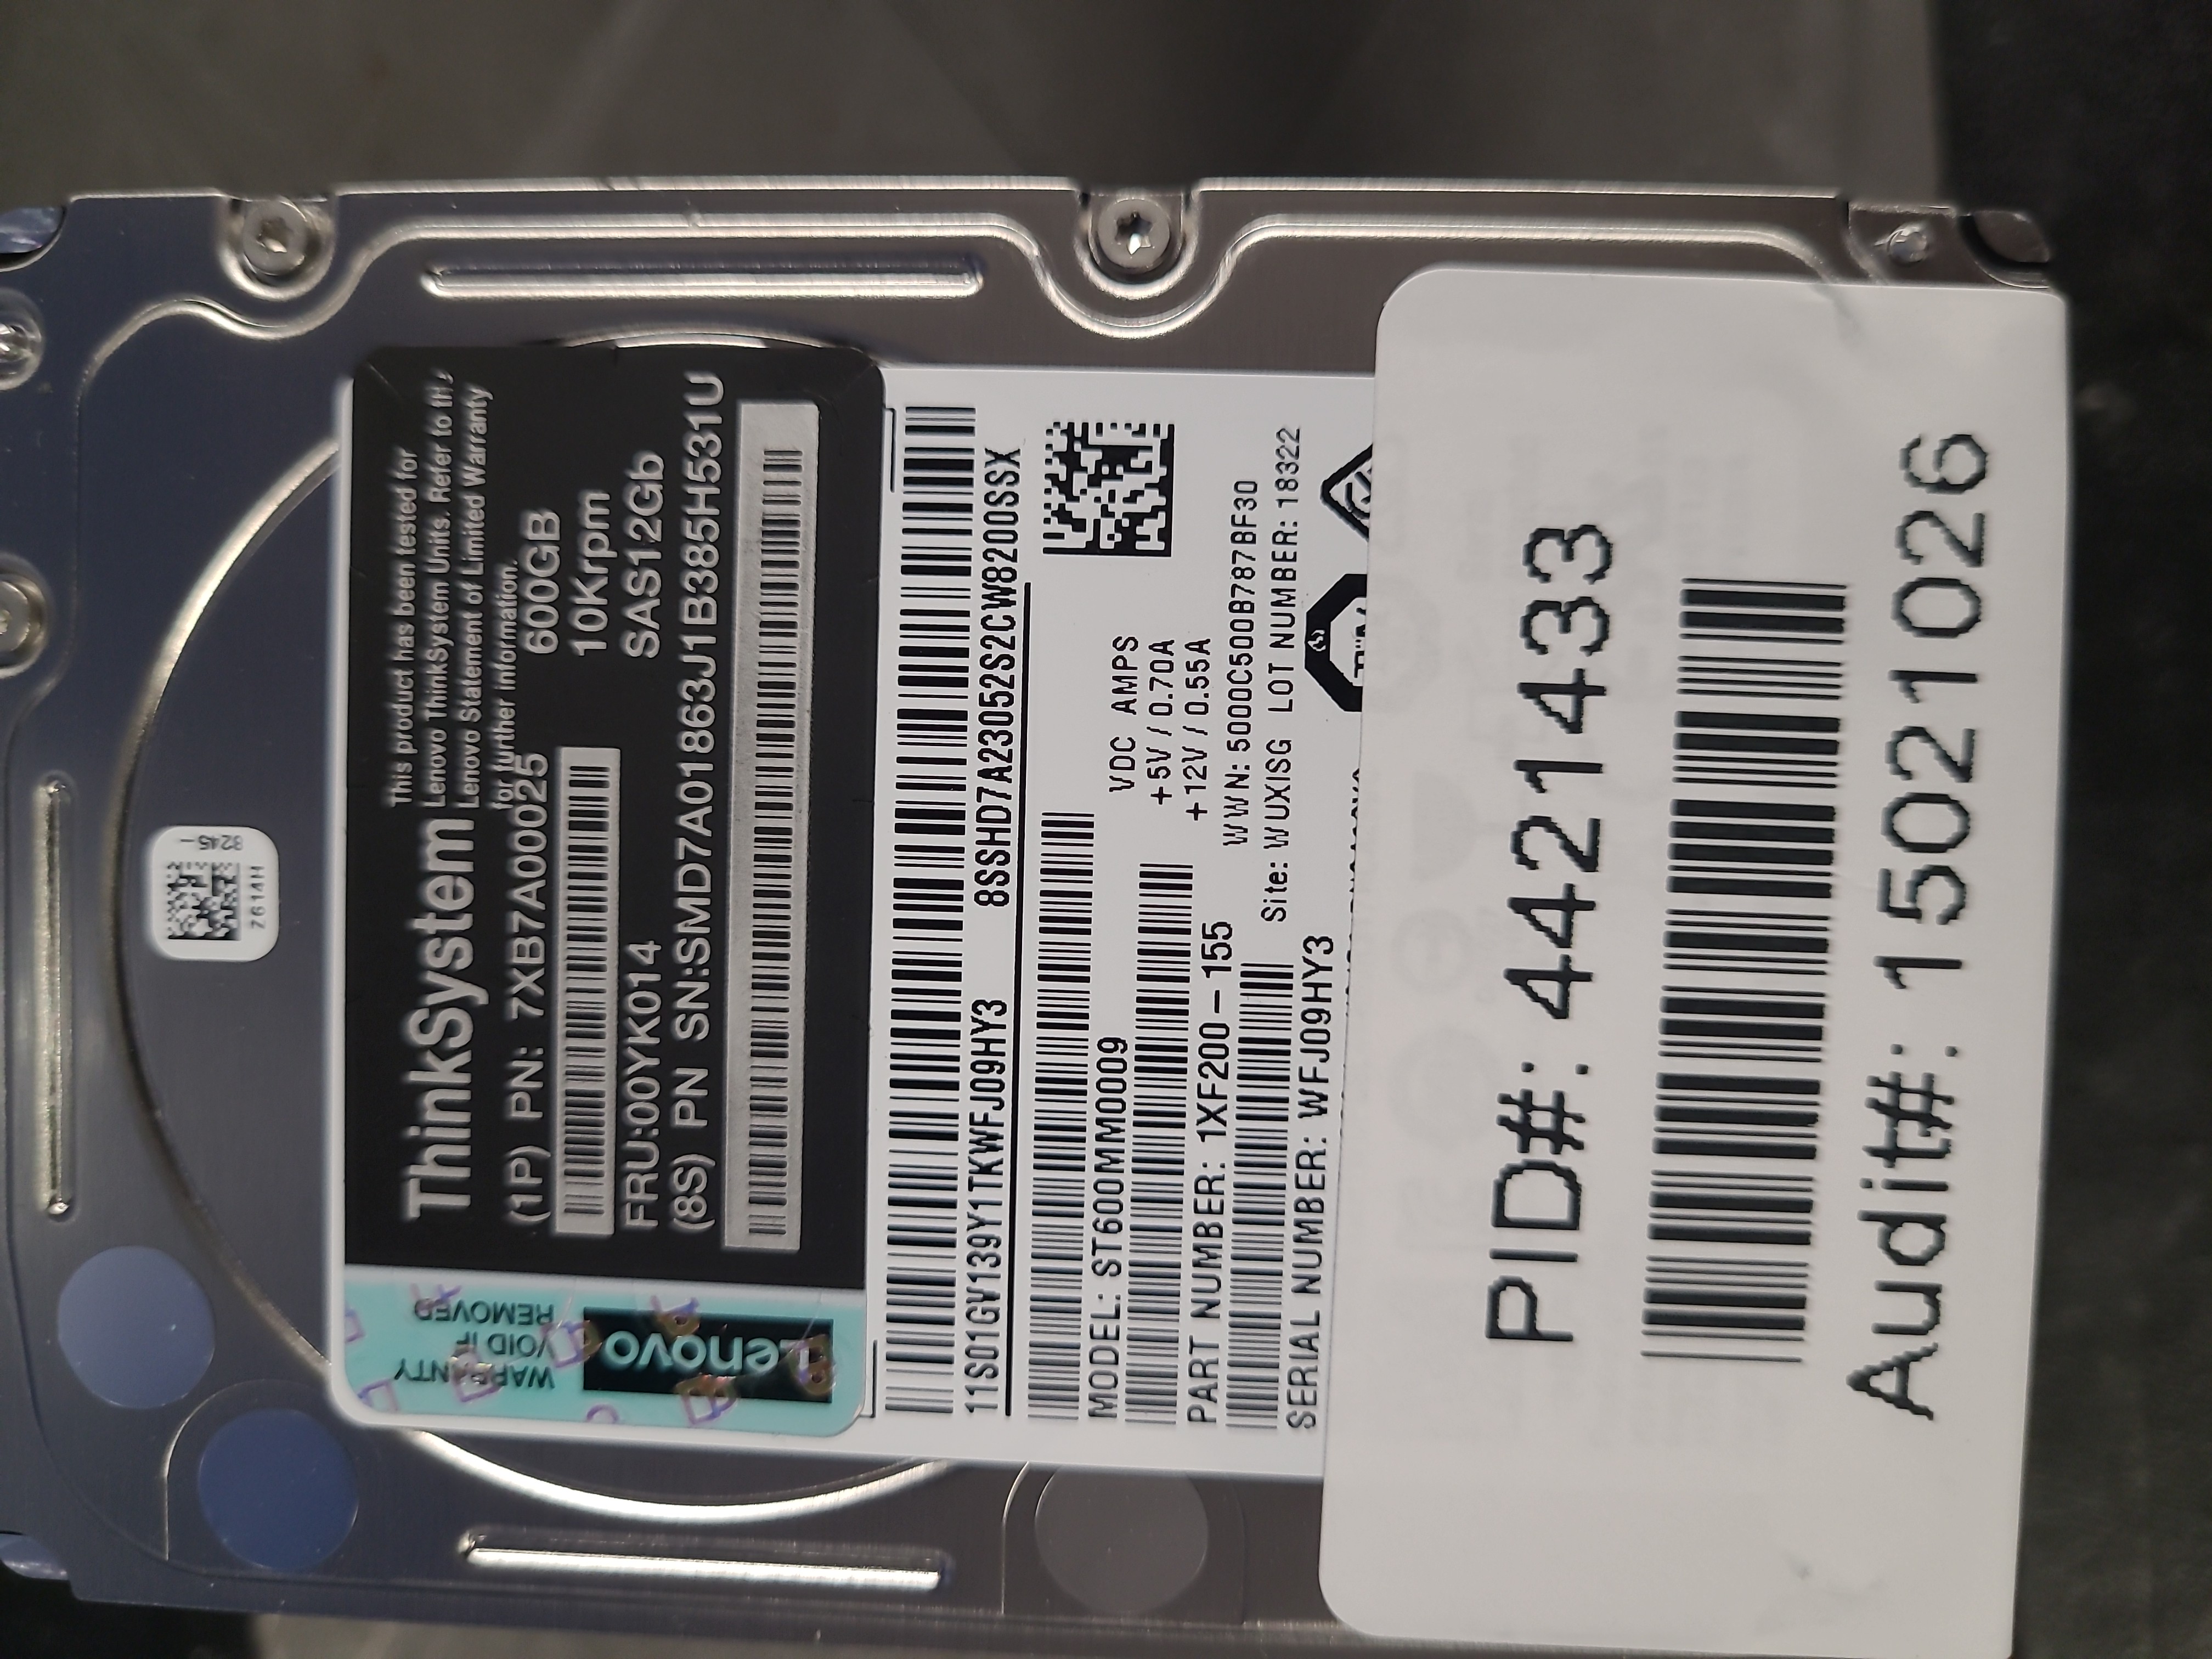 Z614H
8245-
WARRANTY
VOID IF
REMOVED
Lenovo
ThinkSystem
This product has been tested for
Lenovo ThinkSystem Units. Refer to the
Lenovo Statement of Limited Warranty
for further information.
(1P) PN: 7XB7A00025
600GB
10Krpm
FRU:00YK014
SAS12Gb
(8S) PN SN:SMD7A01863J1B385H531U
11S01GV139Y1TKWFJ09HY3 8SSHD7A23052S2CW8200SSX
MODEL: ST600MM0009
VDC AMPS
+5V / 0.70A
+12V / 0.55A
PART NUMBER: 1XF200-155
WWN: 5000C500B787BF30
Site: WUXISG LOT NUMBER: 18322
SERIAL NUMBER: WFJ09HY3
PID#: 4421433
Audit#: 15021026